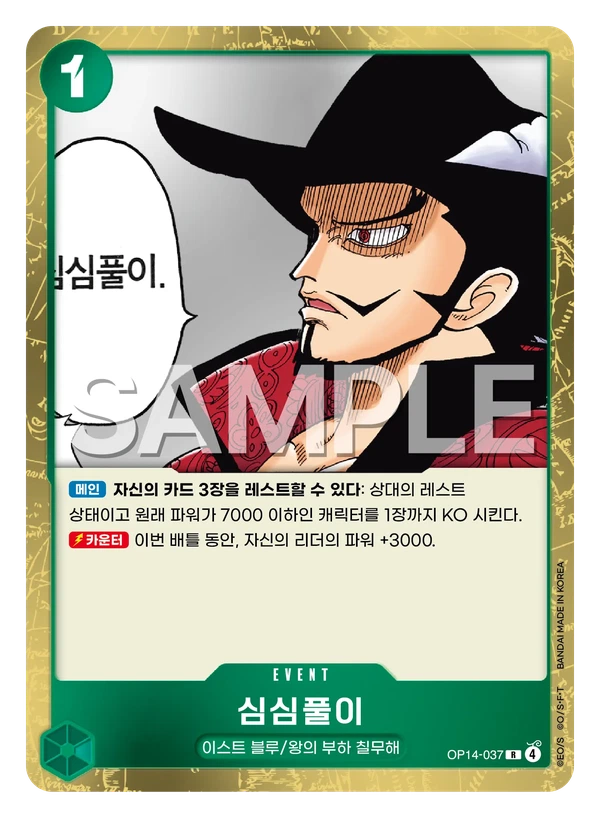 1
심심풀이.
SAMPLE
메인 자신의 카드 3장을 레스트할 수 있다: 상대의 레스트
상태이고 원래 파워가 7000 이하인 캐릭터를 1장까지 KO 시킨다.
카운터 이번 배틀 동안, 자신의 리더의 파워 +3000.
EVENT
심심풀이
이스트 블루/왕의 부하 칠무해
OP14-037 R 4
©E.O/S ©O/S·F·T BANDAI MADE IN KOREA